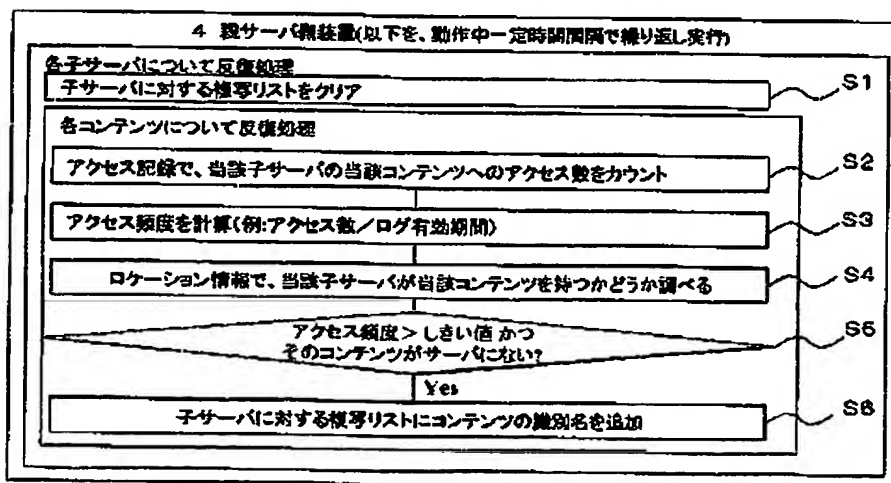 4 親サーバ側装置(以下を、動作中一定時間間隔で繰り返し実行)
各子サーバについて反復処理
子サーバに対する複写リストをクリア
S1
各コンテンツについて反復処理
アクセス記録で、当該子サーバの当該コンテンツへのアクセス数をカウント
S2
アクセス頻度を計算(例:アクセス数/ログ有効期間)
S3
ロケーション情報で、当該子サーバが当該コンテンツを持つかどうか調べる
S4
アクセス頻度>しきい値 かつ
そのコンテンツがサーバにない?
S5
Yes
子サーバに対する複写リストにコンテンツの識別名を追加
S6